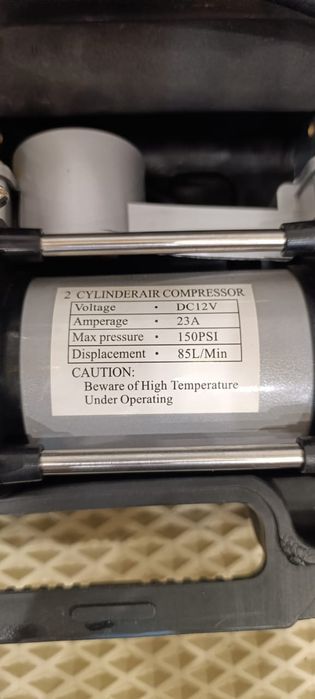 2 CYLINDERAIR COMPRESSOR
Voltage · DC12V
Amperage · 23A
Max pressure · 150PSI
Displacement · 85L/Min
CAUTION:
Beware of High Temperature
Under Operating